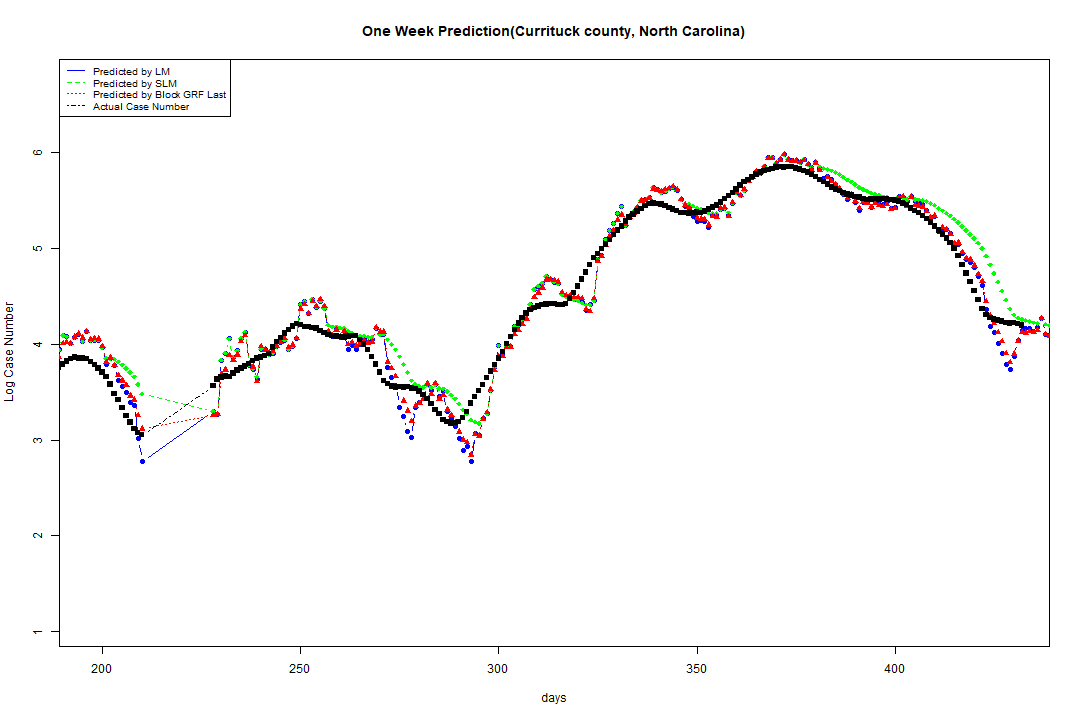 One Week Prediction(Currituck county, North Carolina)
Predicted by LM
Predicted by SLM
Predicted by Block GRF Last
Actual Case Number
Log Case Number
6
5
4
3
2
1
200 250 300 350 400
days